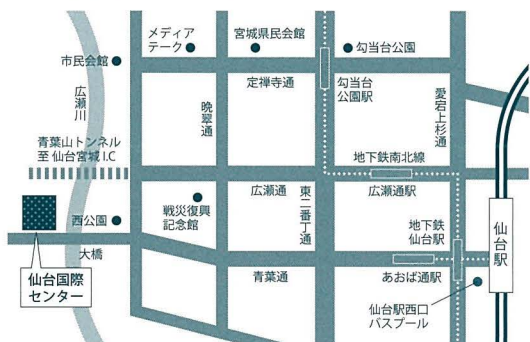 メディア
テーク
宮城県民会館
勾当台公園
市民会館
定禅寺通
勾当台
公園駅
広瀬川
晩翠通
愛宕上杉通
青葉山トンネル
至 仙台宮城 I.C
地下鉄南北線
広瀬通
東二番丁通
広瀬通駅
戦災復興
記念館
西公園
地下鉄
仙台駅
仙台駅
大橋
仙台国際
センター
青葉通
あおば通駅
仙台駅西口
バスプール